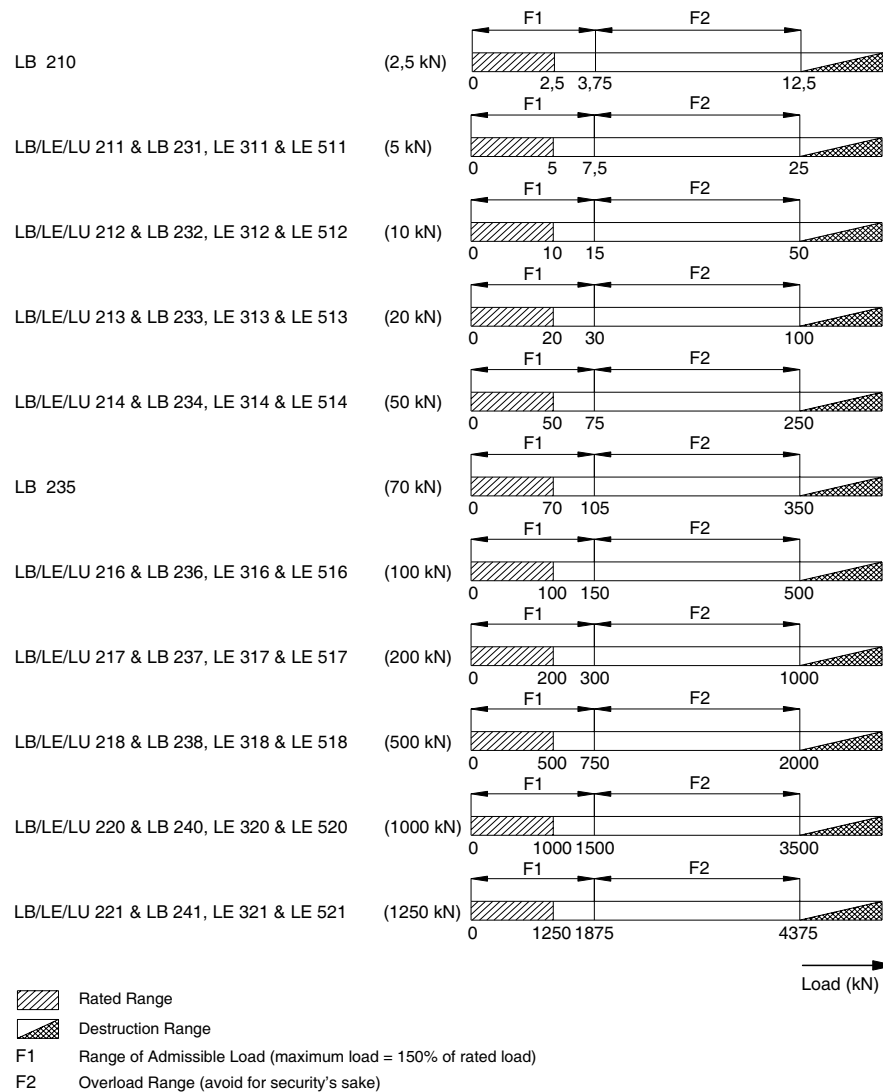 F1 F2
LB 210 (2,5 kN)
0 2,5 3,75 12,5
F1 F2
LB/LE/LU 211 & LB 231, LE 311 & LE 511 (5 kN)
0 5 7,5 25
F1 F2
LB/LE/LU 212 & LB 232, LE 312 & LE 512 (10 kN)
0 10 15 50
F1 F2
LB/LE/LU 213 & LB 233, LE 313 & LE 513 (20 kN)
0 20 30 100
F1 F2
LB/LE/LU 214 & LB 234, LE 314 & LE 514 (50 kN)
0 50 75 250
F1 F2
LB 235 (70 kN)
0 70 105 350
F1 F2
LB/LE/LU 216 & LB 236, LE 316 & LE 516 (100 kN)
0 100 150 500
F1 F2
LB/LE/LU 217 & LB 237, LE 317 & LE 517 (200 kN)
0 200 300 1000
F1 F2
LB/LE/LU 218 & LB 238, LE 318 & LE 518 (500 kN)
0 500 750 2000
F1 F2
LB/LE/LU 220 & LB 240, LE 320 & LE 520 (1000 kN)
0 1000 1500 3500
F1 F2
LB/LE/LU 221 & LB 241, LE 321 & LE 521 (1250 kN)
0 1250 1875 4375
Load (kN)
Rated Range
Destruction Range
F1 Range of Admissible Load (maximum load = 150% of rated load)
F2 Overload Range (avoid for security's sake)